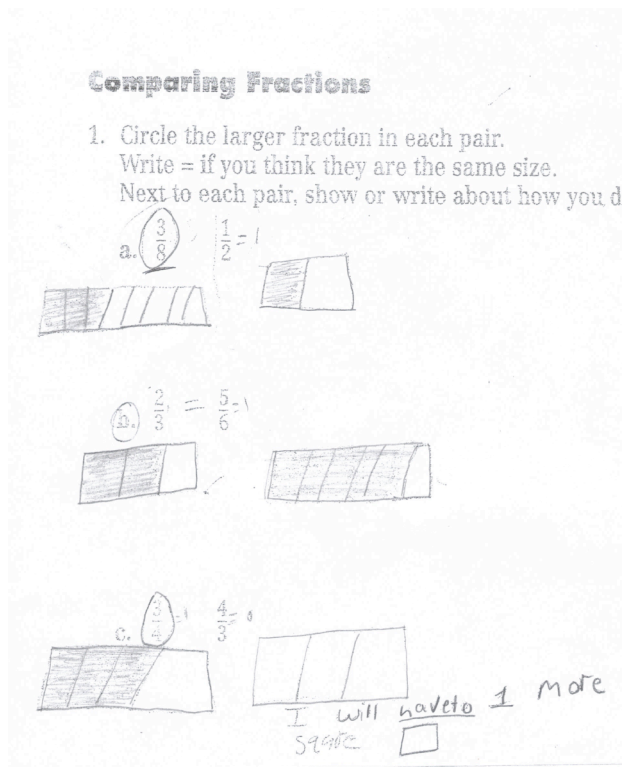 Comparing Fractions
1. Circle the larger fraction in each pair.
Write = if you think they are the same size.
Next to each pair, show or write about how you d
a. 3/8 1/2 = 1
b. 2/3 = 5/6
c. 3/4 4/3
I will haveto 1 more
sqare